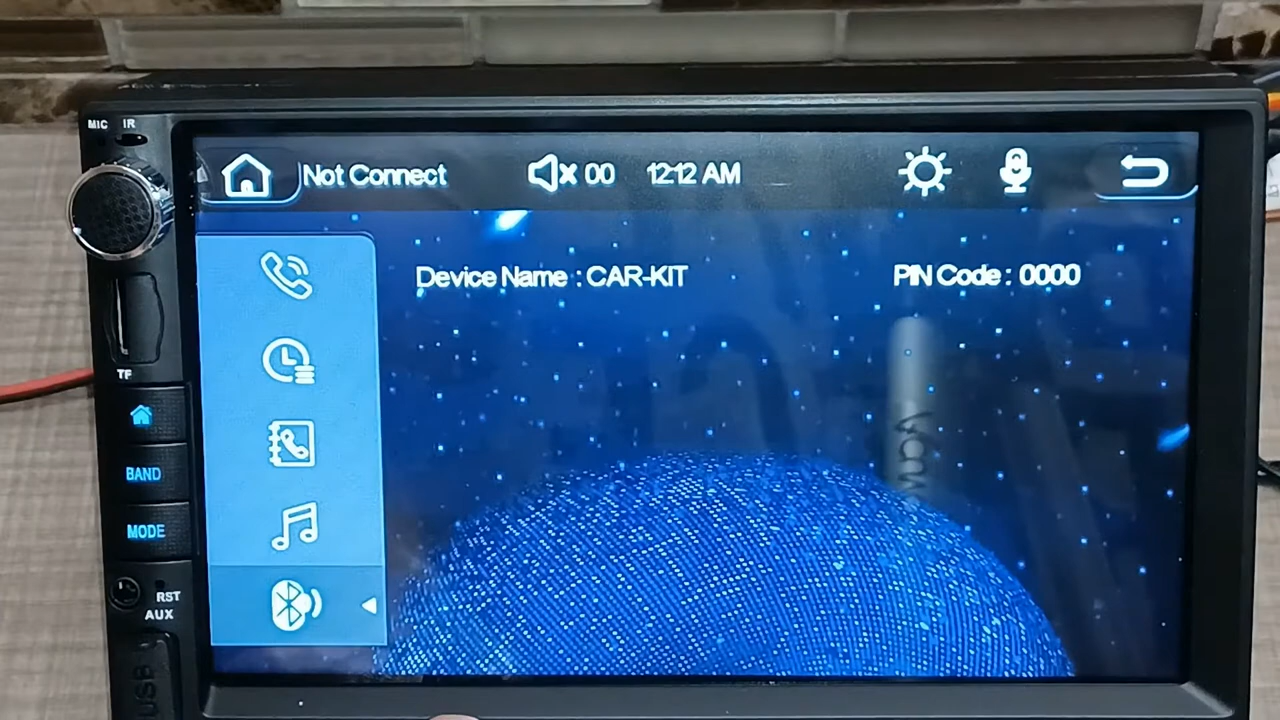 MIC IR
Not Connect 00 12:12 AM
Device Name : CAR-KIT PIN Code : 0000
TF
BAND
MODE
RST
AUX
USB